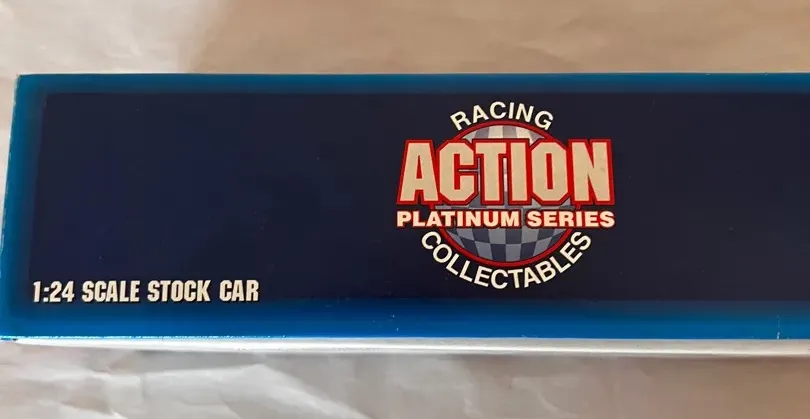 RACING
ACTION
PLATINUM SERIES
COLLECTABLES
1:24 SCALE STOCK CAR